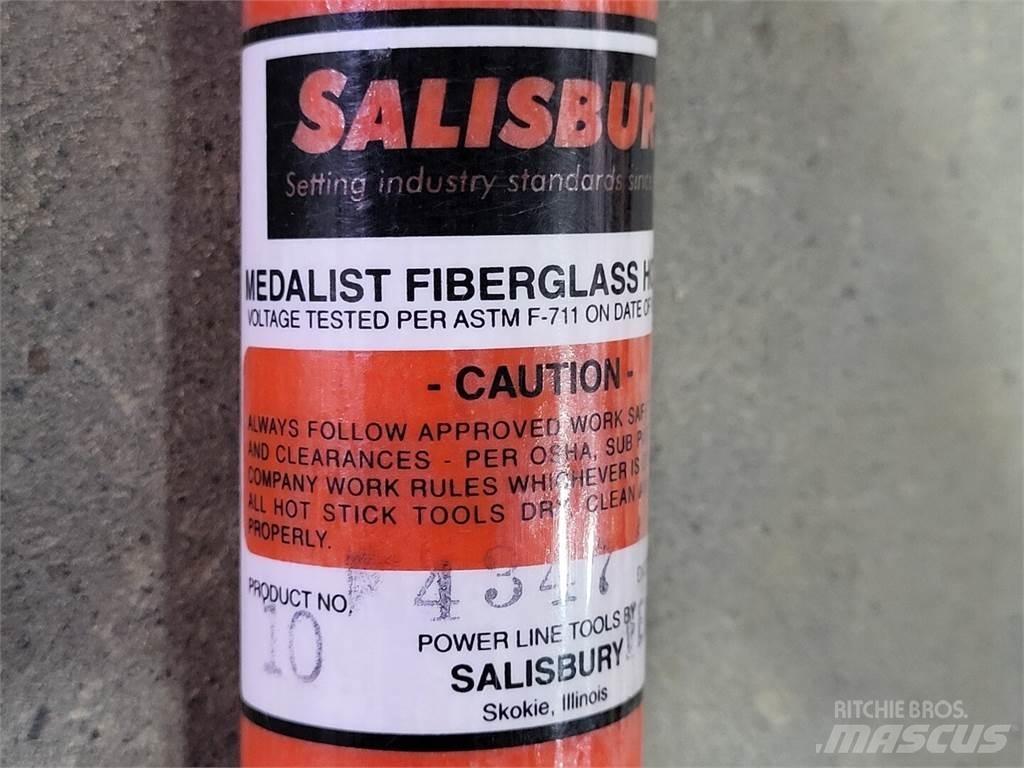 SALISBUR
Setting industry standards since
MEDALIST FIBERGLASS
VOLTAGE TESTED PER ASTM F-711 ON DATE OF
- CAUTION -
ALWAYS FOLLOW APPROVED WORK
AND CLEARANCES - PER OSHA, SUB
COMPANY WORK RULES WHICHEVER IS
ALL HOT STICK TOOLS DRY, CLEAN
PROPERLY.
PRODUCT NO. 4347
10
POWER LINE TOOLS BY
SALISBURY
Skokie, Illinois
RITCHIE BROS.
MASCUS